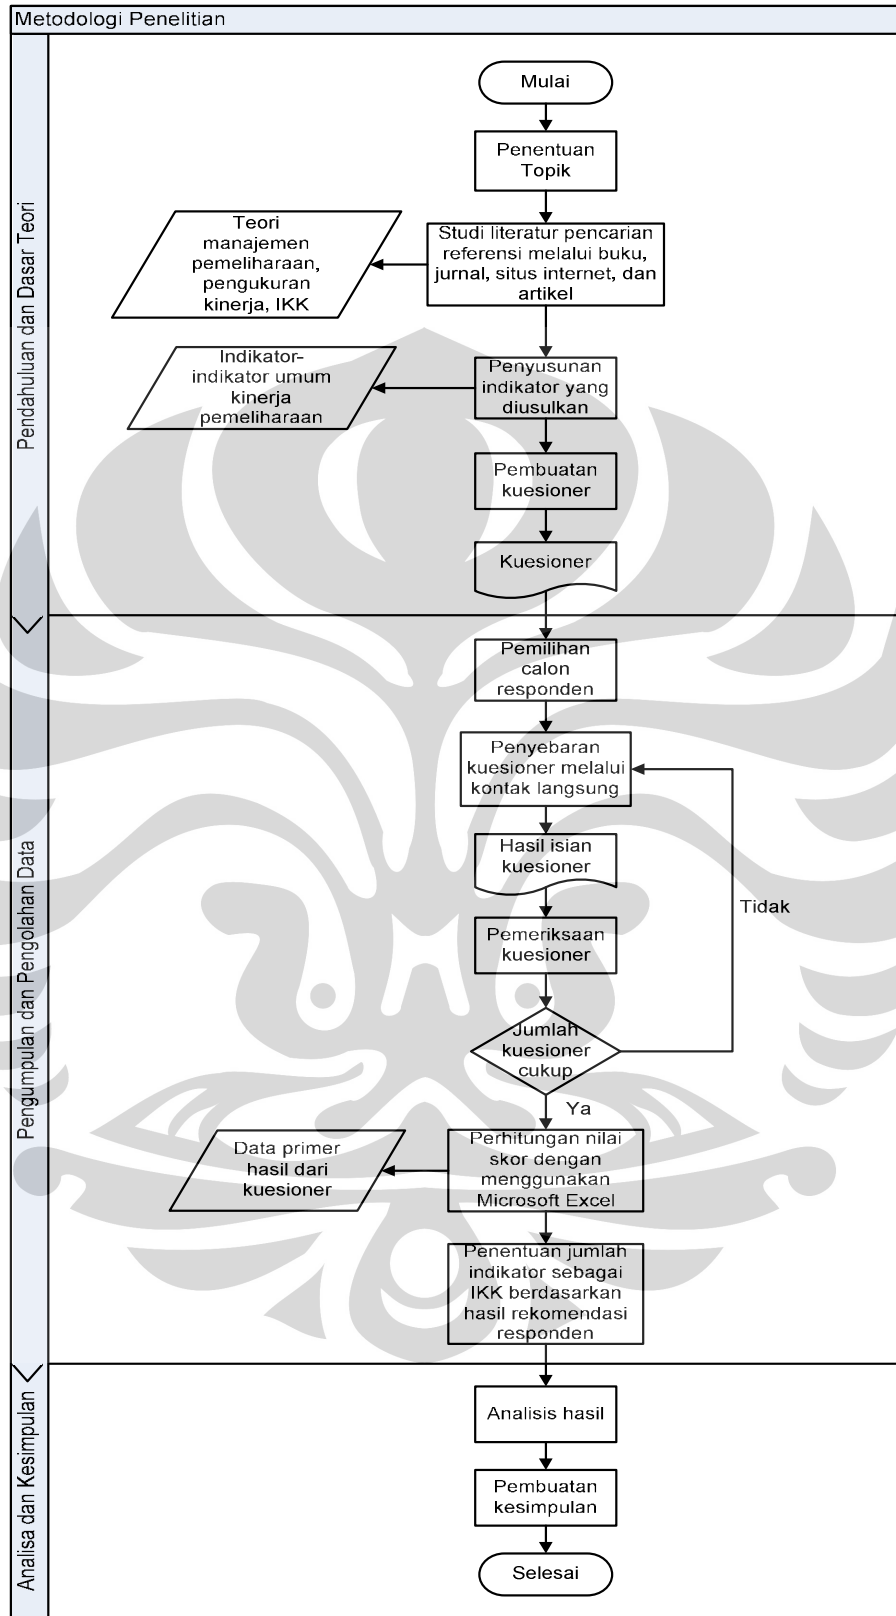 Metodologi Penelitian
Pendahuluan dan Dasar Teori
Mulai
Penentuan
Topik
Studi literatur pencarian
referensi melalui buku,
jurnal, situs internet, dan
artikel
Teori
manajemen
pemeliharaan,
pengukuran
kinerja, IKK
Penyusunan
indikator yang
diusulkan
Indikator-
indikator umum
kinerja
pemeliharaan
Pembuatan
kuesioner
Kuesioner
Pengumpulan dan Pengolahan Data
Pemilihan
calon
responden
Penyebaran
kuesioner melalui
kontak langsung
Hasil isian
kuesioner
Pemeriksaan
kuesioner
Jumlah
kuesioner
cukup
Tidak
Ya
Perhitungan nilai
skor dengan
menggunakan
Microsoft Excel
Data primer
hasil dari
kuesioner
Penentuan jumlah
indikator sebagai
IKK berdasarkan
hasil rekomendasi
responden
Analisa dan Kesimpulan
Analisis hasil
Pembuatan
kesimpulan
Selesai